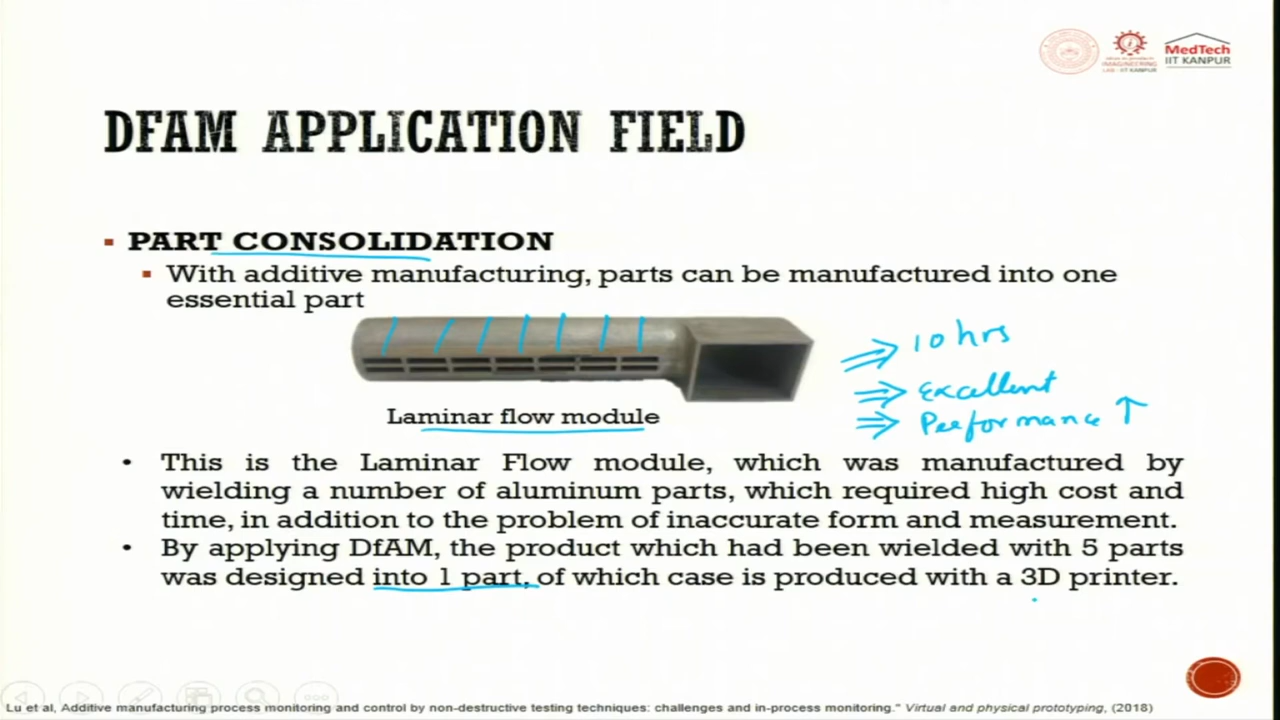 MedTech
IIT KANPUR
IMAGINEERING
LAB - IIT KANPUR
DFAM APPLICATION FIELD
PART CONSOLIDATION
With additive manufacturing, parts can be manufactured into one
essential part
10 hrs
Excellent
Performance ↑
Laminar flow module
• This is the Laminar Flow module, which was manufactured by
wielding a number of aluminum parts, which required high cost and
time, in addition to the problem of inaccurate form and measurement.
• By applying DfAM, the product which had been wielded with 5 parts
was designed into 1 part, of which case is produced with a 3D printer.
Lu et al, Additive manufacturing process monitoring and control by non-destructive testing techniques: challenges and in-process monitoring." Virtual and physical prototyping, (2018)